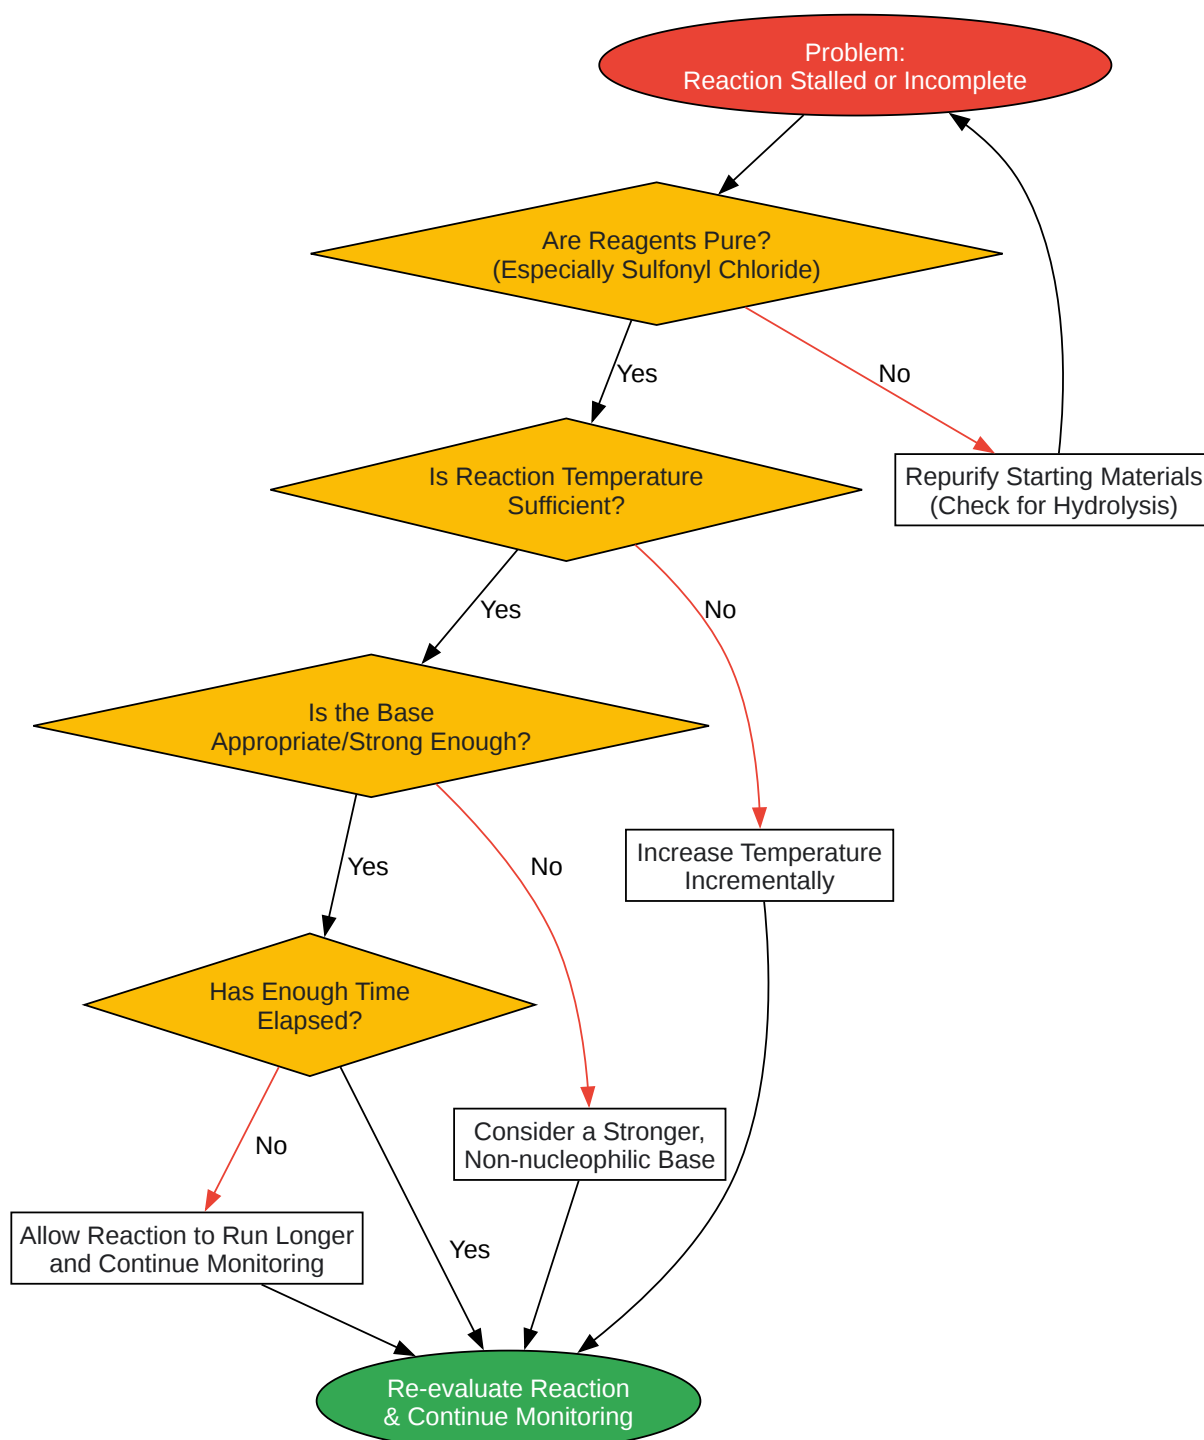 Problem:
Reaction Stalled or Incomplete
Are Reagents Pure?
(Especially Sulfonyl Chloride)
Yes
No
Is Reaction Temperature
Sufficient?
Repurify Starting Materials
(Check for Hydrolysis)
Yes
No
Is the Base
Appropriate/Strong Enough?
Yes
No
Increase Temperature
Incrementally
Has Enough Time
Elapsed?
No
Yes
Consider a Stronger,
Non-nucleophilic Base
Allow Reaction to Run Longer
and Continue Monitoring
Re-evaluate Reaction
& Continue Monitoring